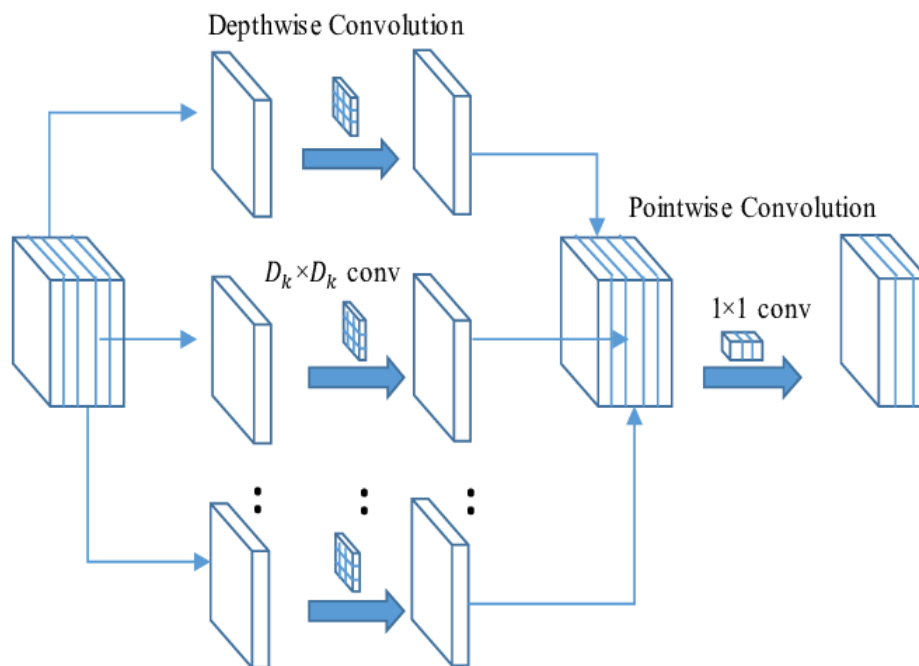 Depthwise Convolution
Pointwise Convolution
D_k×D_k conv
1×1 conv